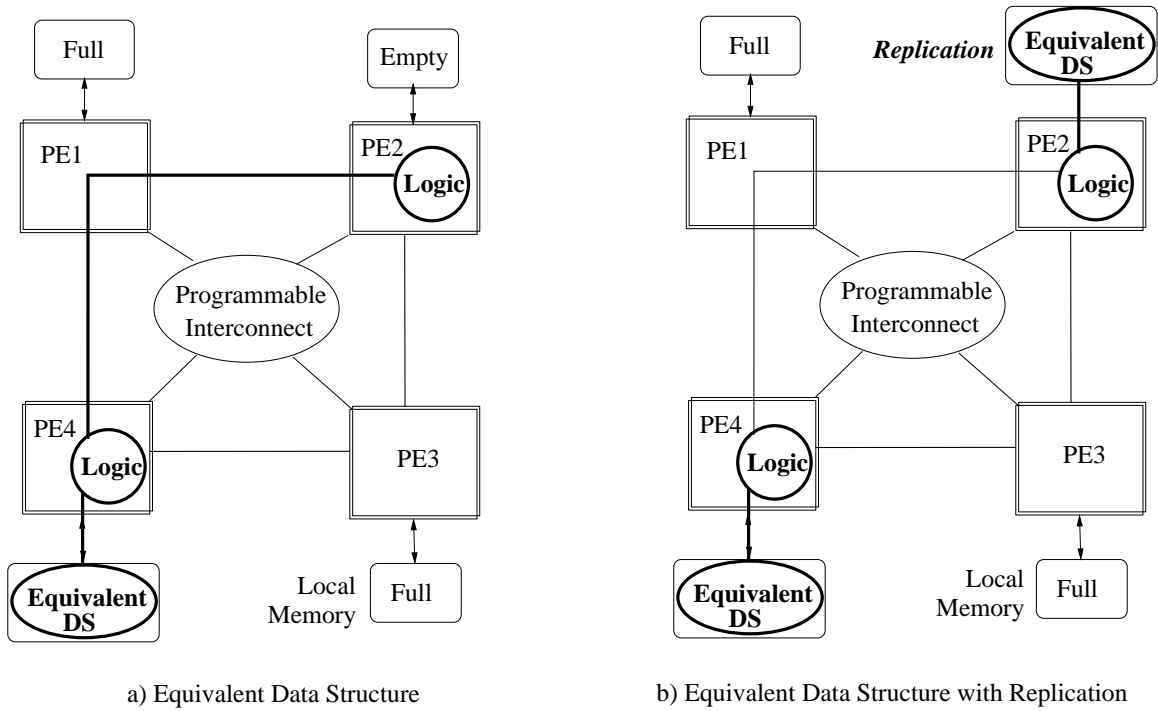 Full
Empty
PE1
PE2
Logic
Programmable
Interconnect
PE4
Logic
PE3
Equivalent
DS
Local
Memory
Full
a) Equivalent Data Structure
Full
Replication
Equivalent
DS
PE1
PE2
Logic
Programmable
Interconnect
PE4
Logic
PE3
Equivalent
DS
Local
Memory
Full
b) Equivalent Data Structure with Replication